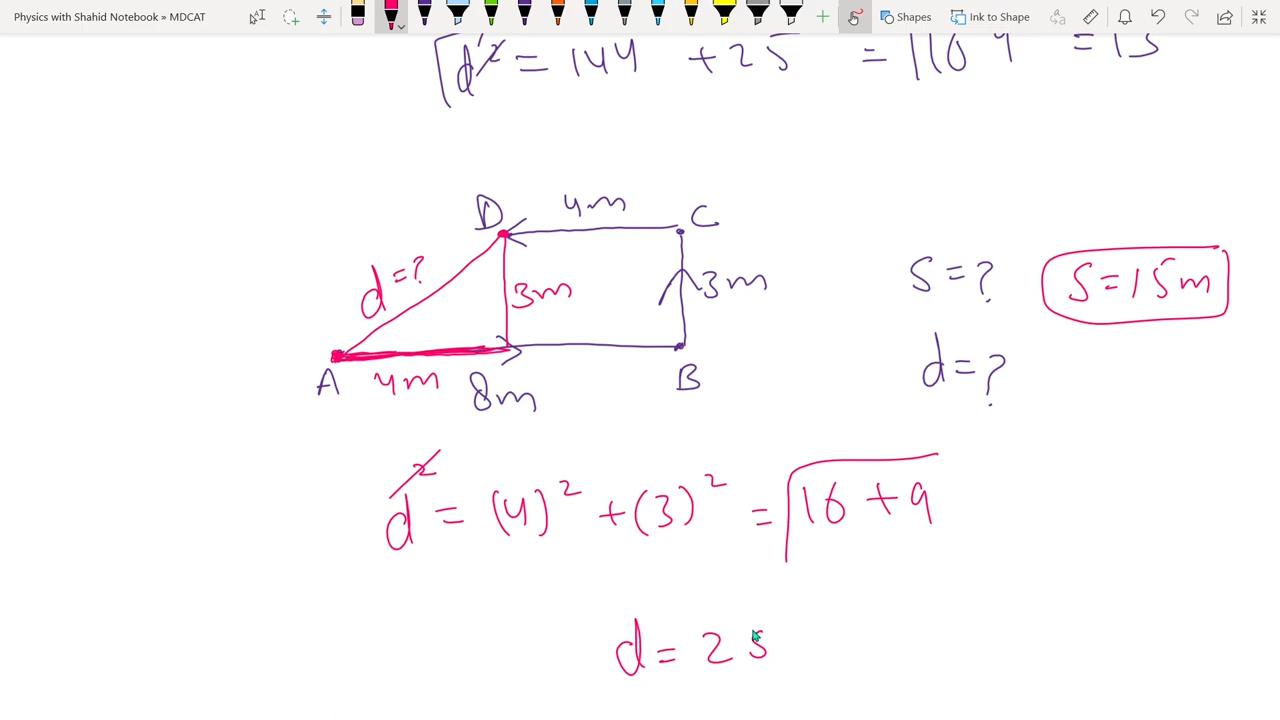 Physics with Shahid Notebook » MDCAT
Shapes
Ink to Shape
d² = 144 + 25 = √169 = 13
D 4m C
d=?
3m 3m
S=? S=15m
A 4m 8m B
d=?
d² = (4)² + (3)² = √16+9
d = 25